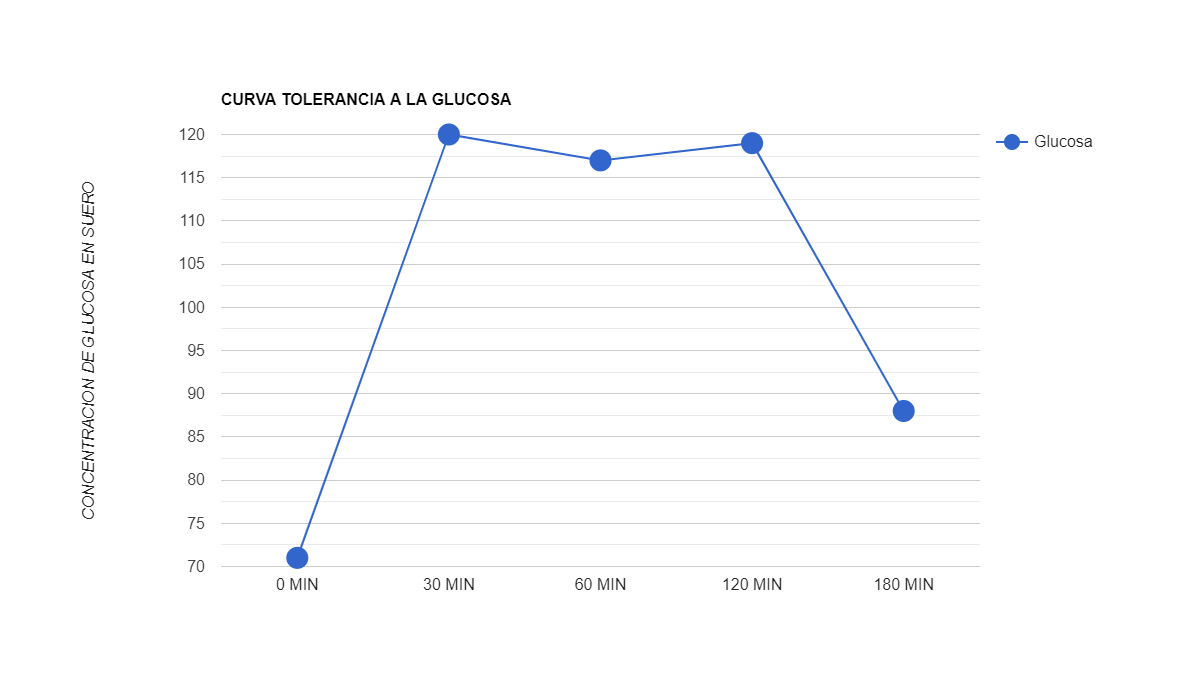 CURVA TOLERANCIA A LA GLUCOSA
CONCENTRACION DE GLUCOSA EN SUERO
120
115
110
105
100
95
90
85
80
75
70
0 MIN 30 MIN 60 MIN 120 MIN 180 MIN
Glucosa